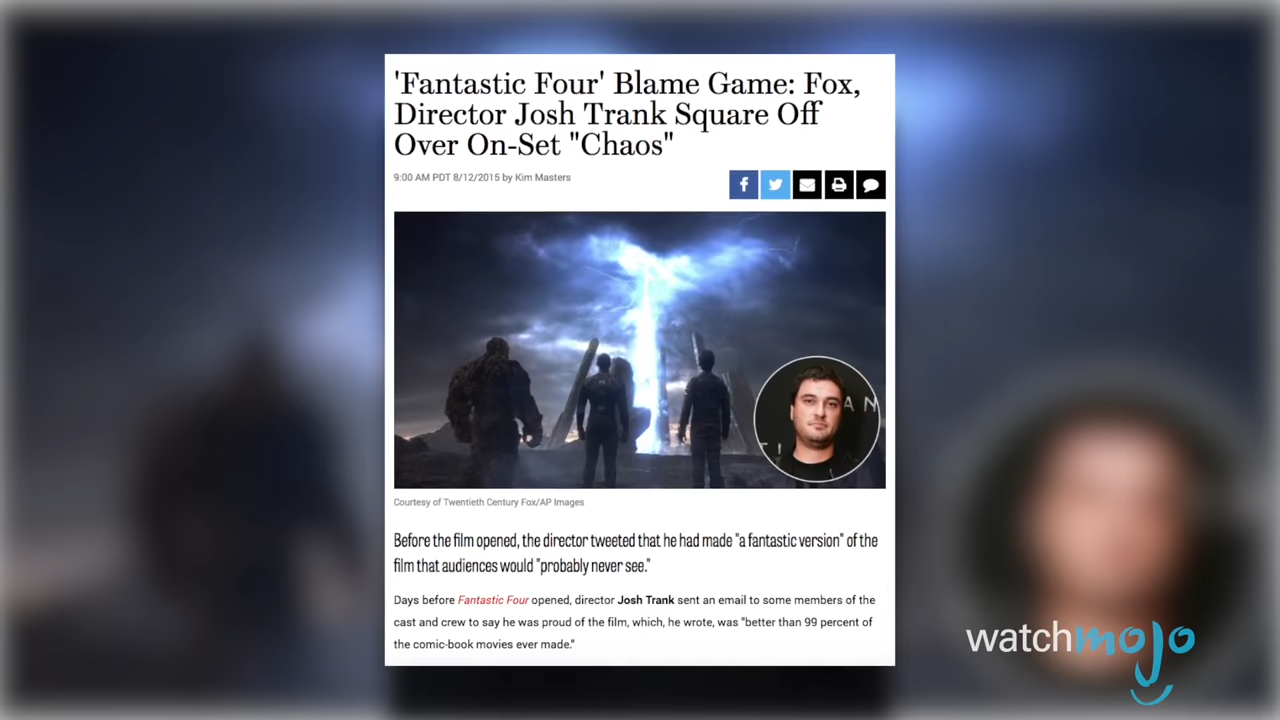 'Fantastic Four' Blame Game: Fox,
Director Josh Trank Square Off
Over On-Set "Chaos"
9:00 AM PDT 8/12/2015 by Kim Masters
Courtesy of Twentieth Century Fox/AP Images
Before the film opened, the director tweeted that he had made "a fantastic version" of the
film that audiences would "probably never see."
Days before Fantastic Four opened, director Josh Trank sent an email to some members of the
cast and crew to say he was proud of the film, which, he wrote, was "better than 99 percent of
the comic-book movies ever made."
watchmojo